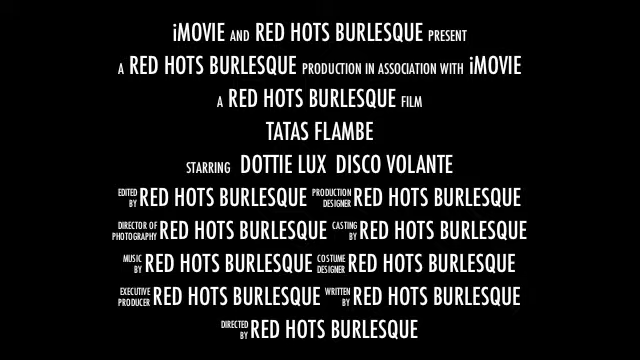 iMOVIE AND RED HOTS BURLESQUE PRESENT
A RED HOTS BURLESQUE PRODUCTION IN ASSOCIATION WITH iMOVIE
A RED HOTS BURLESQUE FILM
TATAS FLAMBE
STARRING DOTTIE LUX DISCO VOLANTE
EDITED BY RED HOTS BURLESQUE PRODUCTION DESIGNER RED HOTS BURLESQUE
DIRECTOR OF PHOTOGRAPHY RED HOTS BURLESQUE CASTING BY RED HOTS BURLESQUE
MUSIC BY RED HOTS BURLESQUE COSTUME DESIGNER RED HOTS BURLESQUE
EXECUTIVE PRODUCER RED HOTS BURLESQUE WRITTEN BY RED HOTS BURLESQUE
DIRECTED BY RED HOTS BURLESQUE